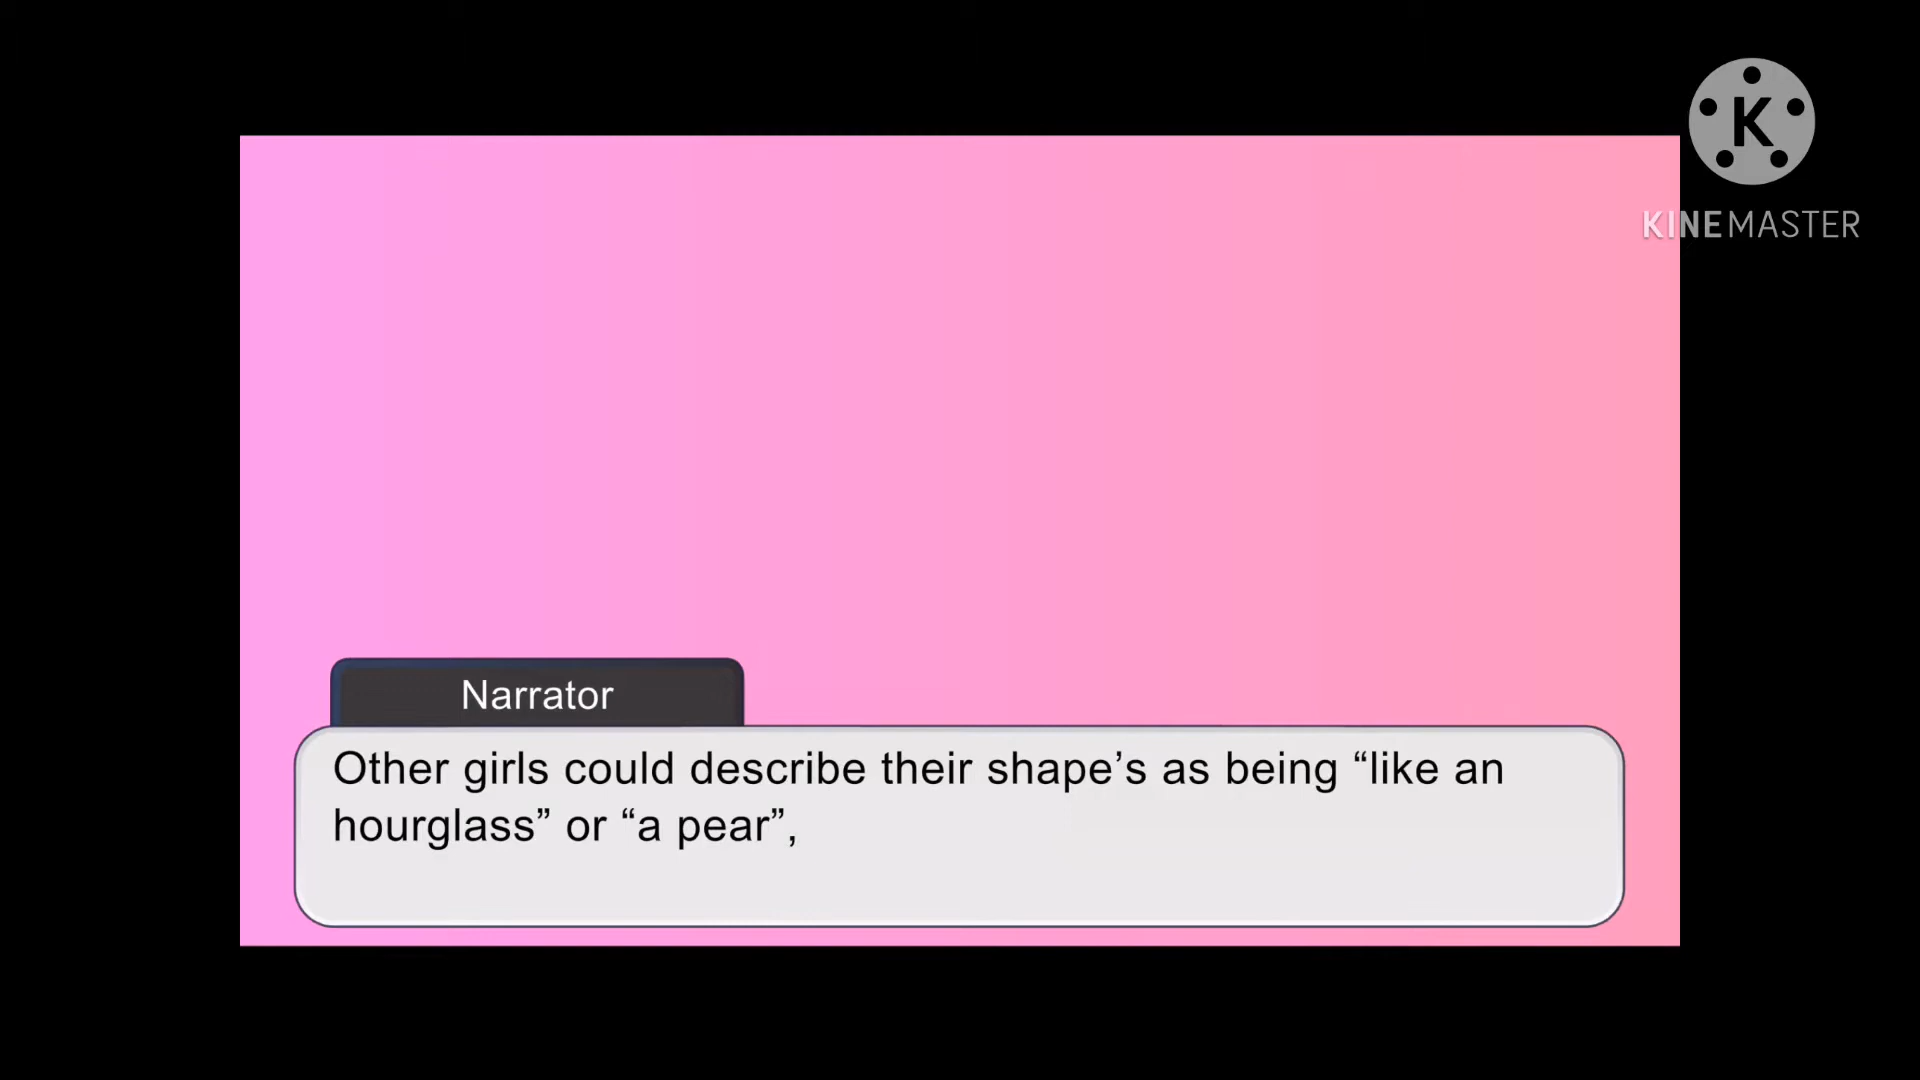 K
KINEMASTER
Narrator
Other girls could describe their shape’s as being “like an
hourglass” or “a pear”,